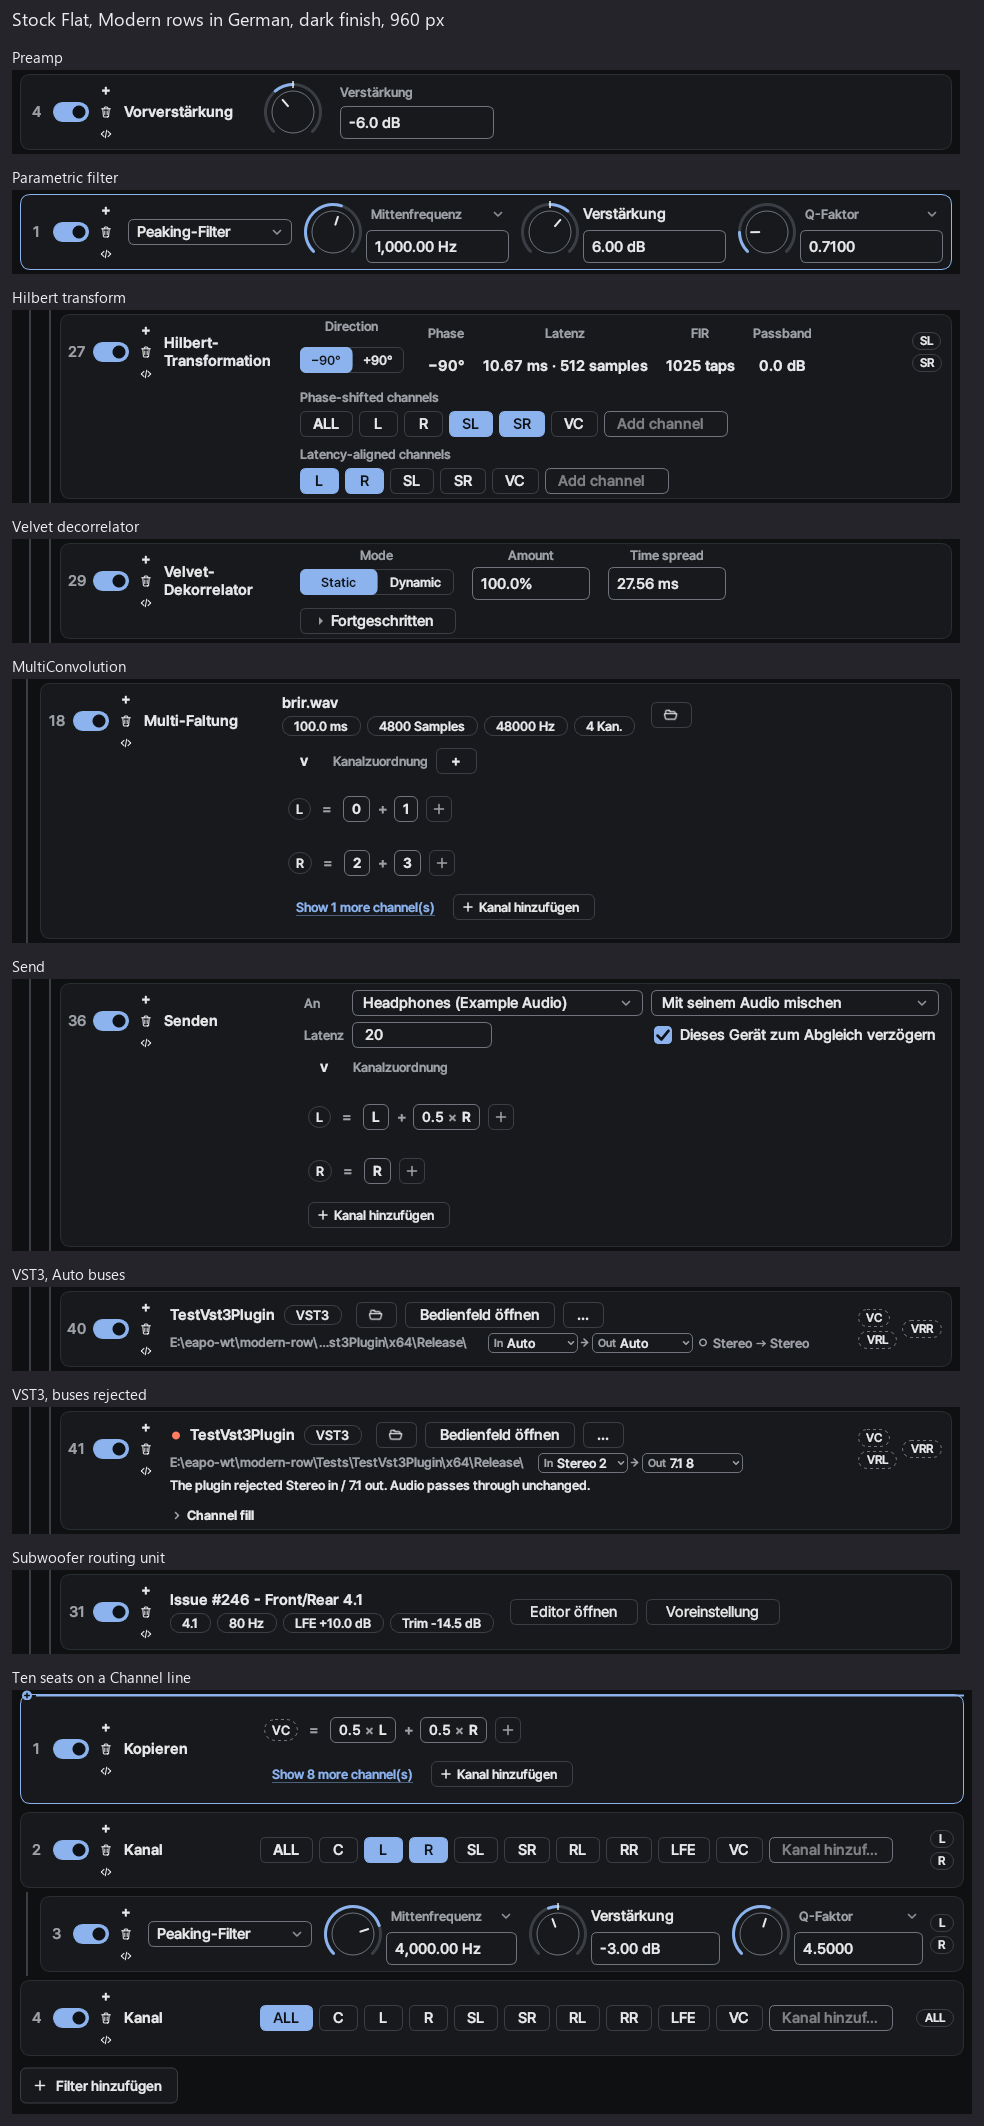 Stock Flat, Modern rows in German, dark finish, 960 px
Preamp
4 Vorverstärkung
Verstärkung
-6.0 dB
Parametric filter
1 Peaking-Filter
Mittenfrequenz
1,000.00 Hz
Verstärkung
6.00 dB
Q-Faktor
0.7100
Hilbert transform
27 Hilbert-
Transformation
Direction Phase Latenz FIR Passband
−90° +90° −90° 10.67 ms · 512 samples 1025 taps 0.0 dB
SL
SR
Phase-shifted channels
ALL L R SL SR VC Add channel
Latency-aligned channels
L R SL SR VC Add channel
Velvet decorrelator
29 Velvet-
Dekorrelator
Mode Amount Time spread
Static Dynamic 100.0% 27.56 ms
Fortgeschritten
MultiConvolution
18 Multi-Faltung
brir.wav
100.0 ms 4800 Samples 48000 Hz 4 Kan.
v Kanalzuordnung +
L = 0 + 1 +
R = 2 + 3 +
Show 1 more channel(s) + Kanal hinzufügen
Send
36 Senden
An Headphones (Example Audio) Mit seinem Audio mischen
Latenz 20 Dieses Gerät zum Abgleich verzögern
v Kanalzuordnung
L = L + 0.5 × R +
R = R +
+ Kanal hinzufügen
VST3, Auto buses
40 TestVst3Plugin VST3 Bedienfeld öffnen ...
E:\eapo-wt\modern-row\...st3Plugin\x64\Release\ In Auto → Out Auto Stereo → Stereo
VC
VRL
VRR
VST3, buses rejected
41 TestVst3Plugin VST3 Bedienfeld öffnen ...
E:\eapo-wt\modern-row\Tests\TestVst3Plugin\x64\Release\ In Stereo 2 → Out 7.1 8
VC
VRL
VRR
The plugin rejected Stereo in / 7.1 out. Audio passes through unchanged.
Channel fill
Subwoofer routing unit
31 Issue #246 - Front/Rear 4.1
4.1 80 Hz LFE +10.0 dB Trim -14.5 dB
Editor öffnen Voreinstellung
Ten seats on a Channel line
1 Kopieren
VC = 0.5 × L + 0.5 × R +
Show 8 more channel(s) + Kanal hinzufügen
2 Kanal ALL C L R SL SR RL RR LFE VC Kanal hinzuf...
L
R
3 Peaking-Filter
Mittenfrequenz
4,000.00 Hz
Verstärkung
-3.00 dB
Q-Faktor
4.5000
L
R
4 Kanal ALL C L R SL SR RL RR LFE VC Kanal hinzuf... ALL
+ Filter hinzufügen